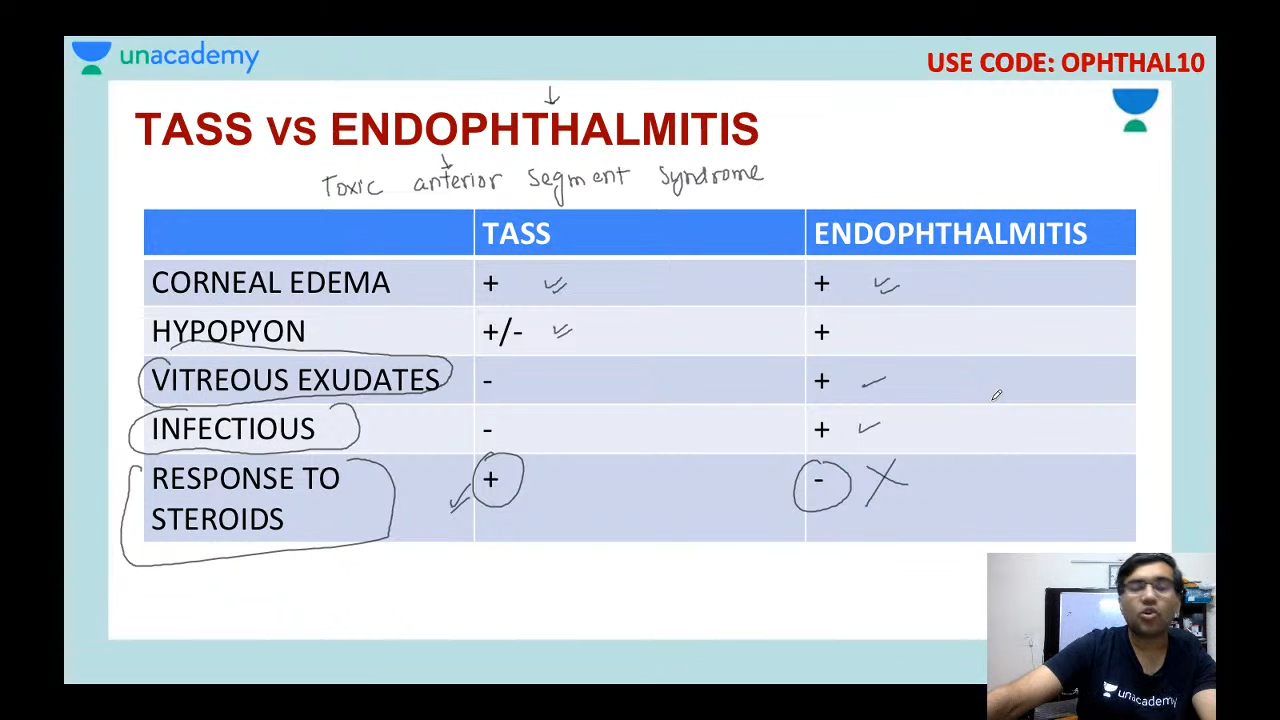 unacademy
USE CODE: OPHTHAL10
TASS VS ENDOPHTHALMITIS
Toxic anterior segment syndrome
TASS ENDOPHTHALMITIS
CORNEAL EDEMA + +
HYPOPYON +/- +
VITREOUS EXUDATES - +
INFECTIOUS - +
RESPONSE TO + -
STEROIDS
unacademy